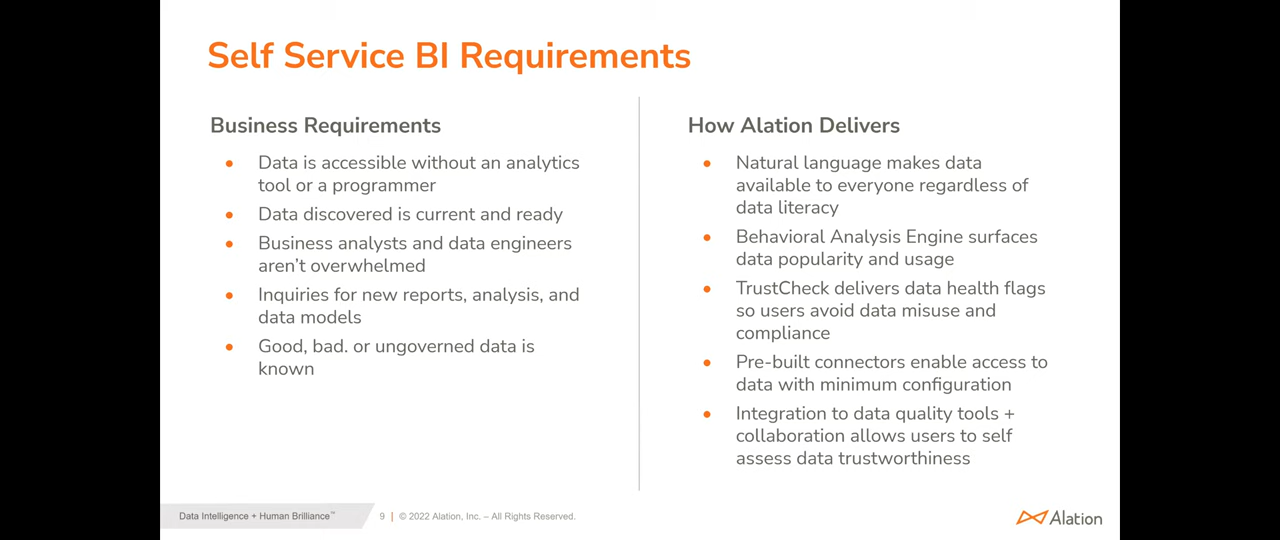 Self Service BI Requirements
Business Requirements
● Data is accessible without an analytics
tool or a programmer
● Data discovered is current and ready
● Business analysts and data engineers
aren’t overwhelmed
● Inquiries for new reports, analysis, and
data models
● Good, bad. or ungoverned data is
known
How Alation Delivers
● Natural language makes data
available to everyone regardless of
data literacy
● Behavioral Analysis Engine surfaces
data popularity and usage
● TrustCheck delivers data health flags
so users avoid data misuse and
compliance
● Pre-built connectors enable access to
data with minimum configuration
● Integration to data quality tools +
collaboration allows users to self
assess data trustworthiness
Data Intelligence + Human Brilliance™
9 | © 2022 Alation, Inc. – All Rights Reserved.
Alation